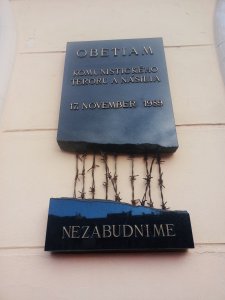 OBETIAM
KOMUNISTICKÉHO
TERORU A NÁSILIA
17. NOVEMBER 1989
NEZABUDNIME